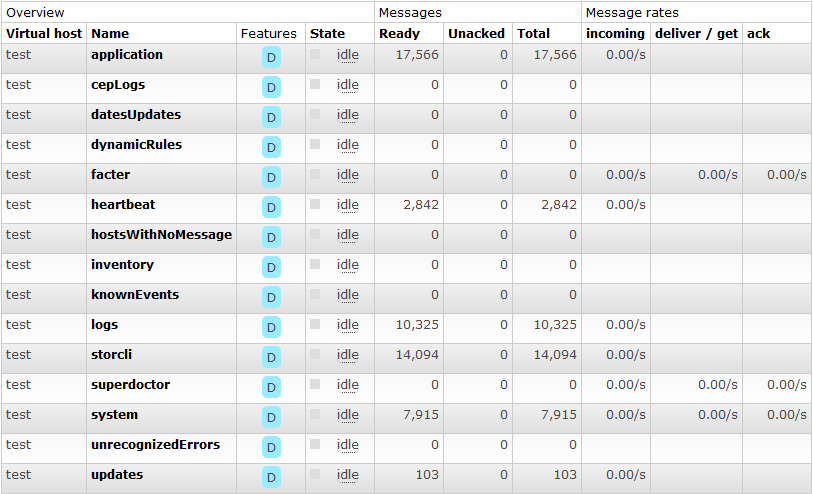 Overview Messages Message rates
Virtual host Name Features State Ready Unacked Total incoming deliver / get ack
test application D idle 17,566 0 17,566 0.00/s
test cepLogs D idle 0 0 0
test datesUpdates D idle 0 0 0
test dynamicRules D idle 0 0 0
test facter D idle 0 0 0 0.00/s 0.00/s 0.00/s
test heartbeat D idle 2,842 0 2,842 0.00/s
test hostsWithNoMessage D idle 0 0 0
test inventory D idle 0 0 0
test knownEvents D idle 0 0 0
test logs D idle 10,325 0 10,325 0.00/s
test storcli D idle 14,094 0 14,094 0.00/s
test superdoctor D idle 0 0 0 0.00/s 0.00/s 0.00/s
test system D idle 7,915 0 7,915 0.00/s 0.00/s 0.00/s
test unrecognizedErrors D idle 0 0 0
test updates D idle 103 0 103 0.00/s